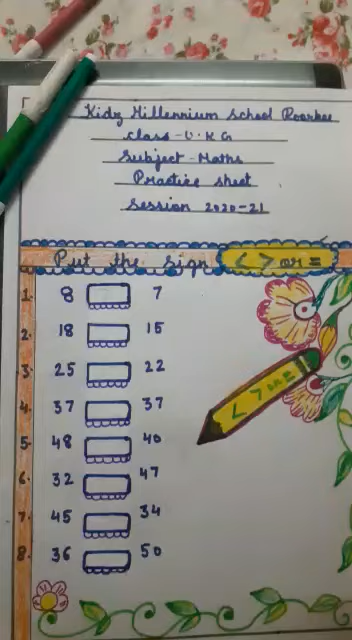 Kidz Millennium School Roorkee
Class - U.K.G
Subject - Maths
Practice sheet
Session 2020-21
Put the sign < > or =
1. 8 7
2. 18 15
3. 25 22
4. 37 37
5. 48 40
6. 32 47
7. 45 34
8. 36 50
< > or =